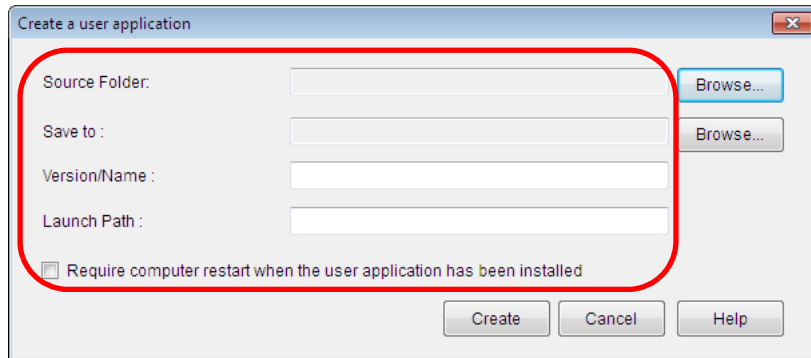 Create a user application
Source Folder: Browse...
Save to : Browse...
Version/Name :
Launch Path :
Require computer restart when the user application has been installed
Create Cancel Help